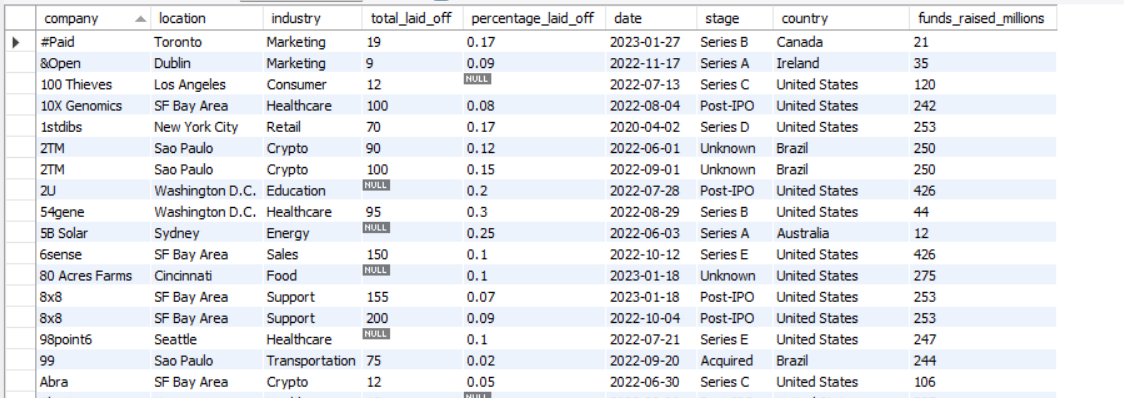 company location industry total_laid_off percentage_laid_off date stage country funds_raised_millions
#Paid Toronto Marketing 19 0.17 2023-01-27 Series B Canada 21
&Open Dublin Marketing 9 0.09 2022-11-17 Series A Ireland 35
100 Thieves Los Angeles Consumer 12 NULL 2022-07-13 Series C United States 120
10X Genomics SF Bay Area Healthcare 100 0.08 2022-08-04 Post-IPO United States 242
1stdibs New York City Retail 70 0.17 2020-04-02 Series D United States 253
2TM Sao Paulo Crypto 90 0.12 2022-06-01 Unknown Brazil 250
2TM Sao Paulo Crypto 100 0.15 2022-09-01 Unknown Brazil 250
2U Washington D.C. Education NULL 0.2 2022-07-28 Post-IPO United States 426
54gene Washington D.C. Healthcare 95 0.3 2022-08-29 Series B United States 44
5B Solar Sydney Energy NULL 0.25 2022-06-03 Series A Australia 12
6sense SF Bay Area Sales 150 0.1 2022-10-12 Series E United States 426
80 Acres Farms Cincinnati Food NULL 0.1 2023-01-18 Unknown United States 275
8x8 SF Bay Area Support 155 0.07 2023-01-18 Post-IPO United States 253
8x8 SF Bay Area Support 200 0.09 2022-10-04 Post-IPO United States 253
98point6 Seattle Healthcare NULL 0.1 2022-07-21 Series E United States 247
99 Sao Paulo Transportation 75 0.02 2022-09-20 Acquired Brazil 244
Abra SF Bay Area Crypto 12 0.05 2022-06-30 Series C United States 106
NULL